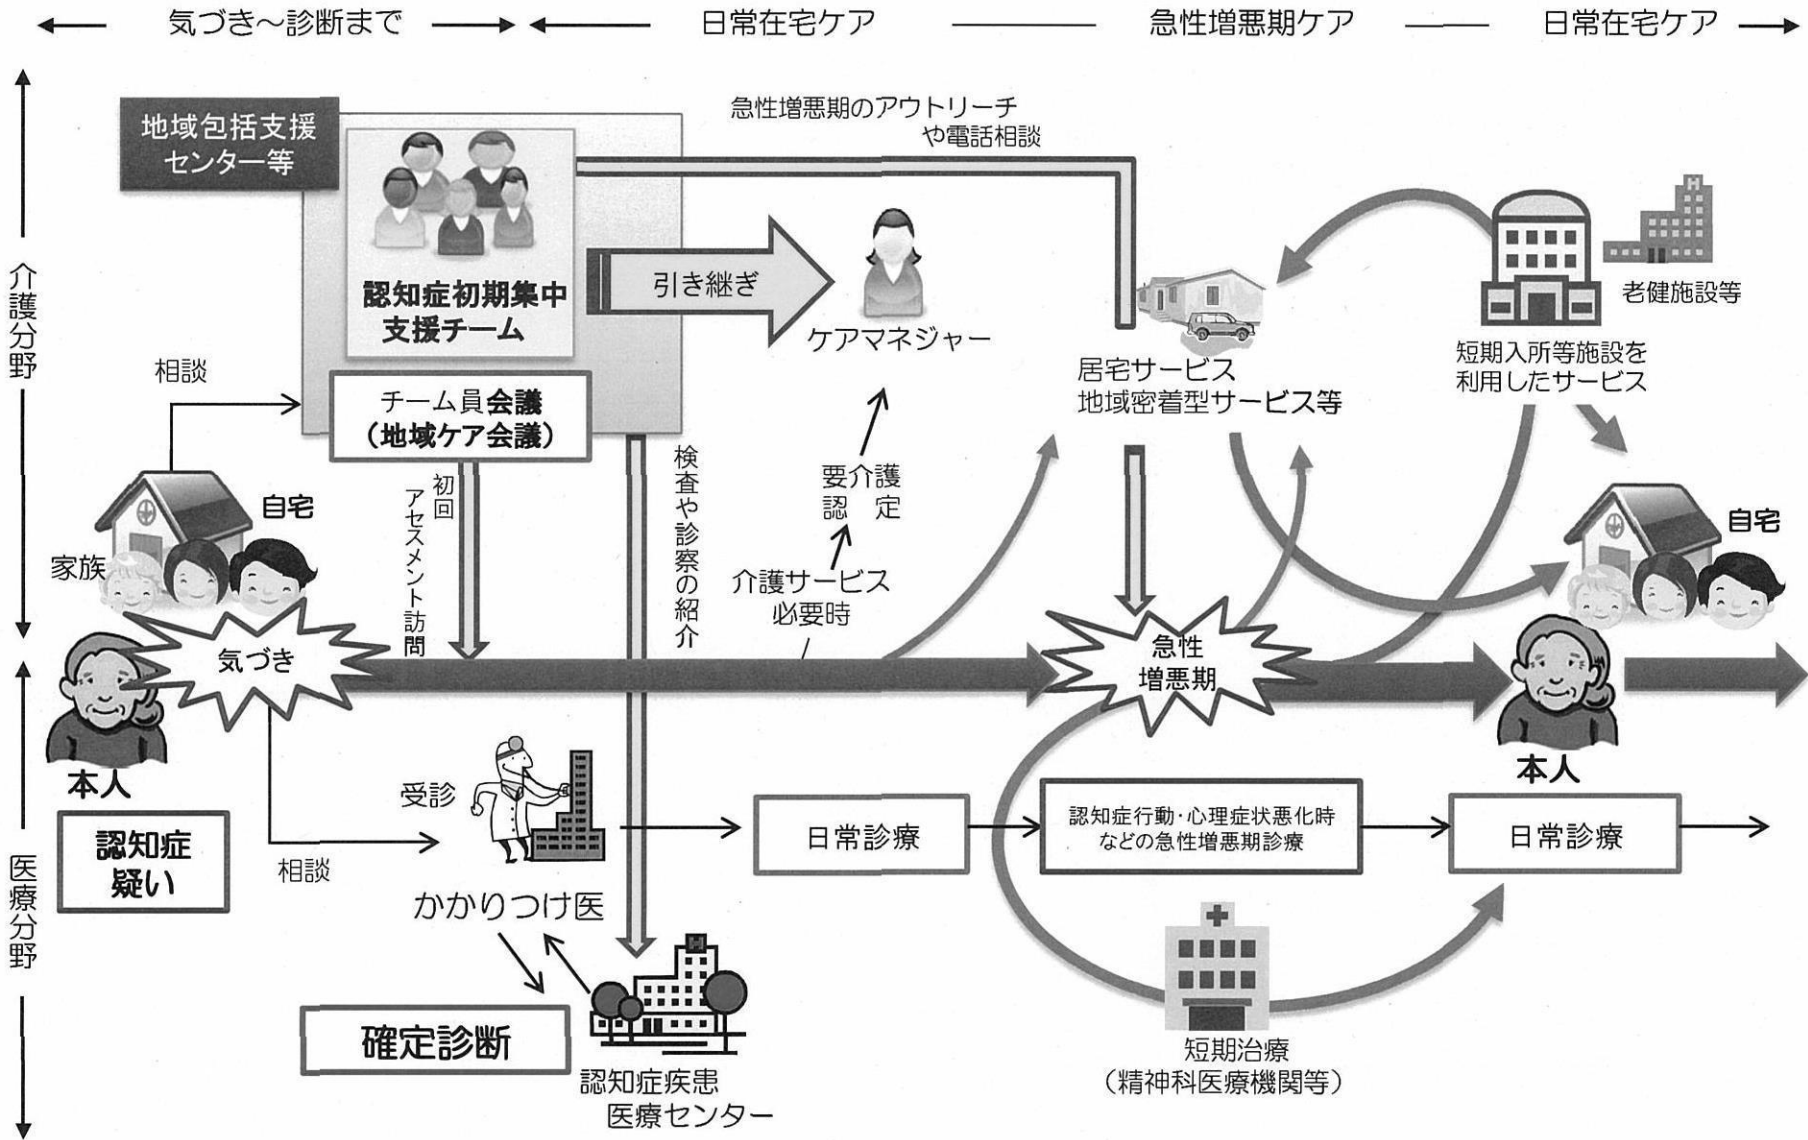 気づき～診断まで
日常在宅ケア
急性増悪期ケア
日常在宅ケア
介護分野
医療分野
地域包括支援
センター等
認知症初期集中
支援チーム
チーム員会議
（地域ケア会議）
急性増悪期のアウトリーチ
や電話相談
引き継ぎ
ケアマネジャー
居宅サービス
地域密着型サービス等
老健施設等
短期入所等施設を
利用したサービス
相談
自宅
家族
初回
アセスメント訪問
検査や診察の紹介
要介護
認　定
介護サービス
必要時
自宅
気づき
急性
増悪期
本人
認知症
疑い
相談
受診
かかりつけ医
日常診療
認知症行動・心理症状悪化時
などの急性増悪期診療
本人
日常診療
確定診断
認知症疾患
医療センター
短期治療
（精神科医療機関等）
H
H